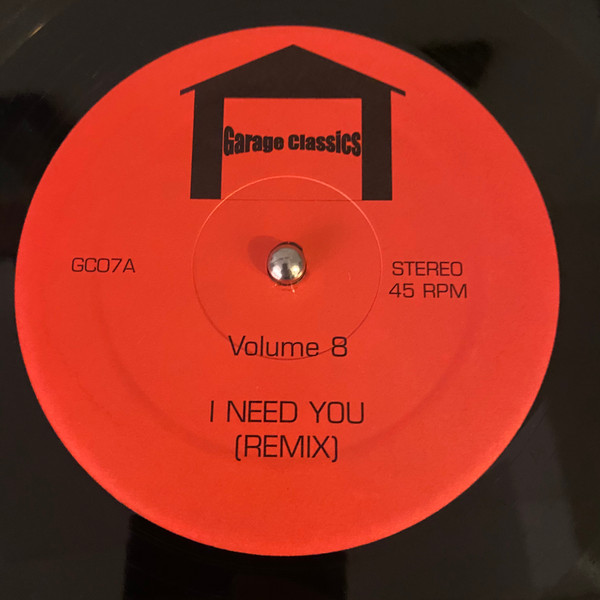 Garage Classics
GC07A
STEREO
45 RPM
Volume 8
I NEED YOU
(REMIX)